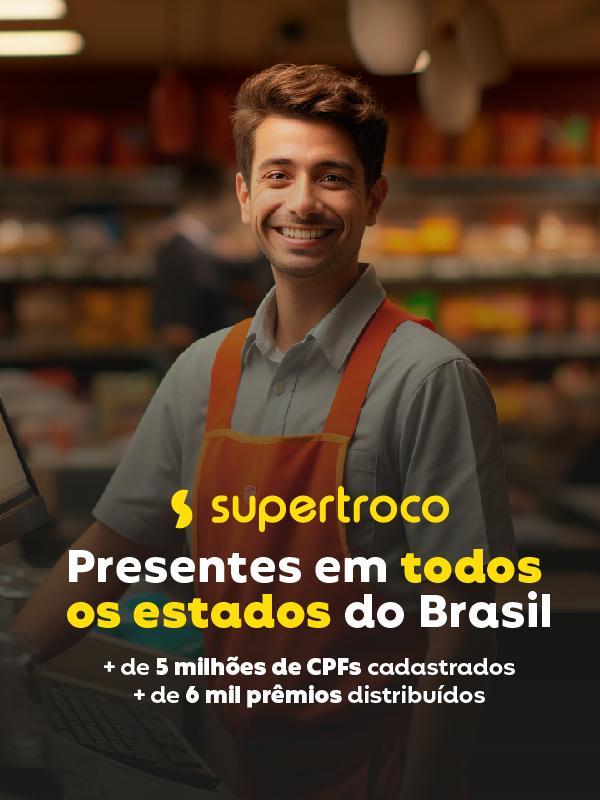 supertroco
Presentes em todos
os estados do Brasil
+ de 5 milhões de CPFs cadastrados
+ de 6 mil prêmios distribuídos